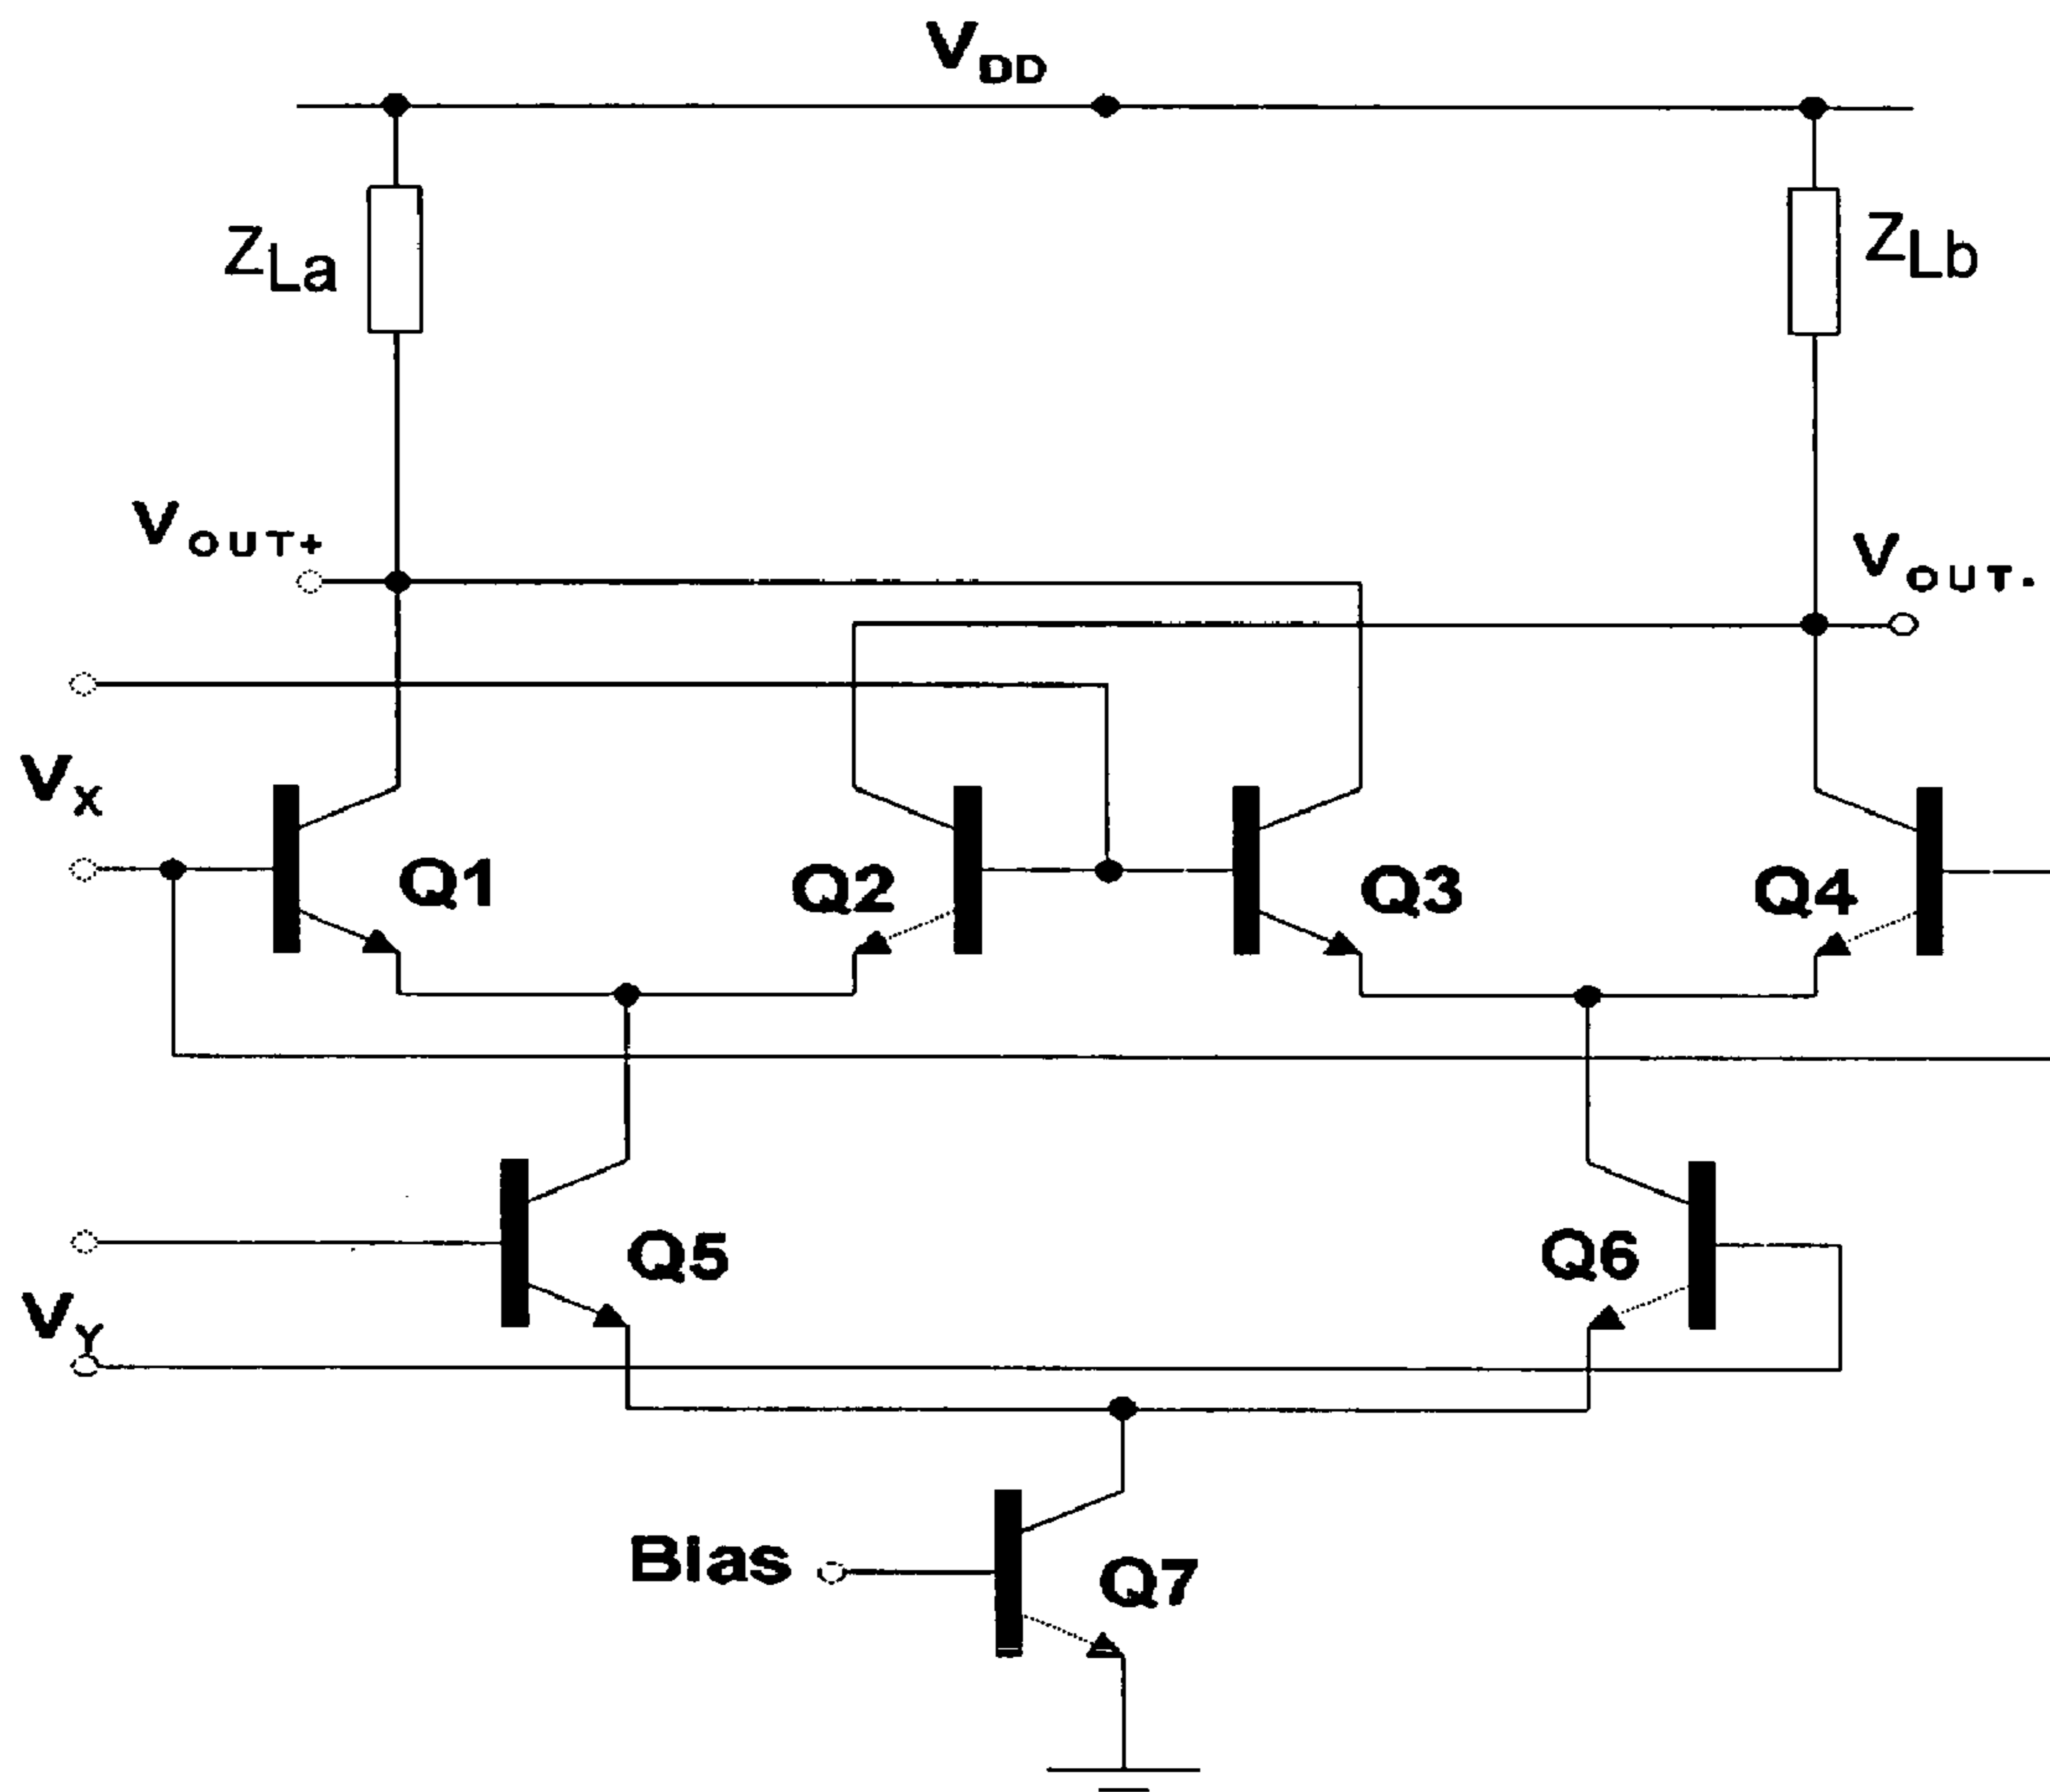 VDD
ZLa
ZLb
VOUT+
VOUT-
VX
Q1
Q2
Q3
Q4
Q5
Q6
VY
Bias
Q7